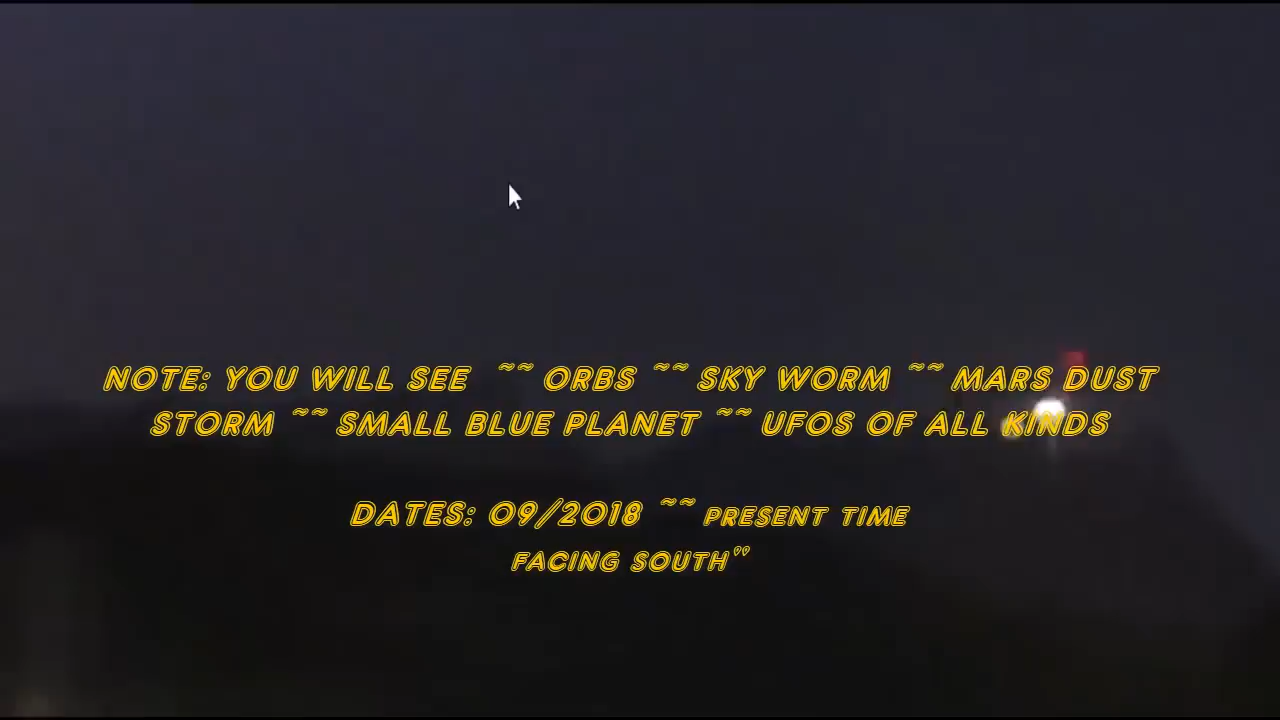 NOTE: YOU WILL SEE ~~ ORBS ~~ SKY WORM ~~ MARS DUST
STORM ~~ SMALL BLUE PLANET ~~ UFOS OF ALL KINDS
DATES: 09/2018 ~~ PRESENT TIME
FACING SOUTH"